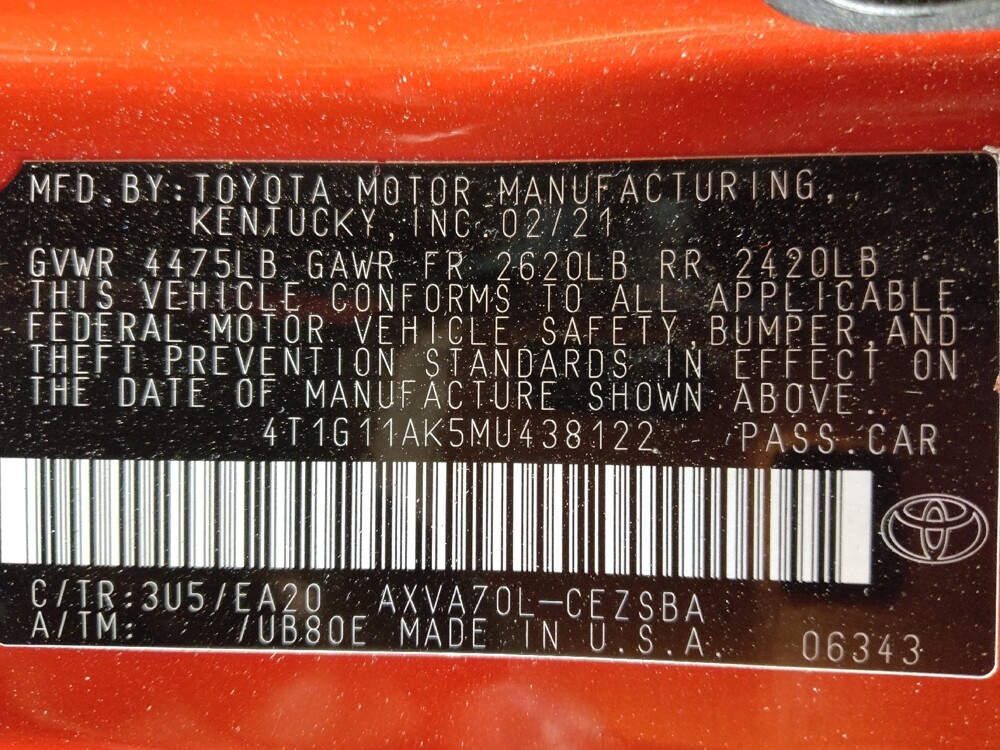 MFD.BY:TOYOTA MOTOR MANUFACTURING,
KENTUCKY,INC.02/21
GVWR 4475LB GAWR FR 2620LB RR 2420LB
THIS VEHICLE CONFORMS TO ALL APPLICABLE
FEDERAL MOTOR VEHICLE SAFETY,BUMPER,AND
THEFT PREVENTION STANDARDS IN EFFECT ON
THE DATE OF MANUFACTURE SHOWN ABOVE.
4T1G11AK5MU438122 PASS.CAR
C/TR:3U5/EA20 AXVA70L-CEZSBA
A/TM: /UB80E MADE IN U.S.A. 06343